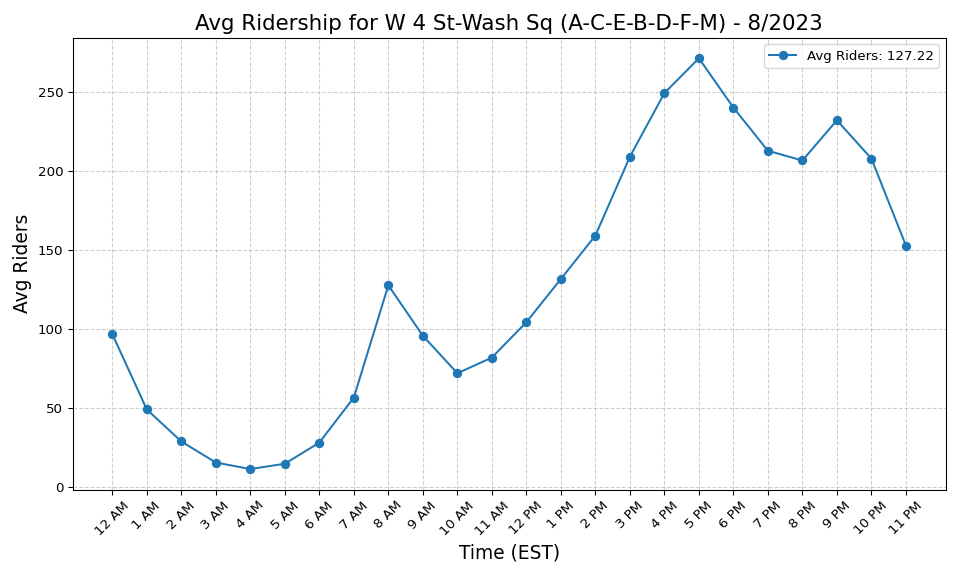 Avg Ridership for W 4 St-Wash Sq (A-C-E-B-D-F-M) - 8/2023
Avg Riders: 127.22
Avg Riders
250
200
150
100
50
0
12 AM
1 AM
2 AM
3 AM
4 AM
5 AM
6 AM
7 AM
8 AM
9 AM
10 AM
11 AM
12 PM
1 PM
2 PM
3 PM
4 PM
5 PM
6 PM
7 PM
8 PM
9 PM
10 PM
11 PM
Time (EST)